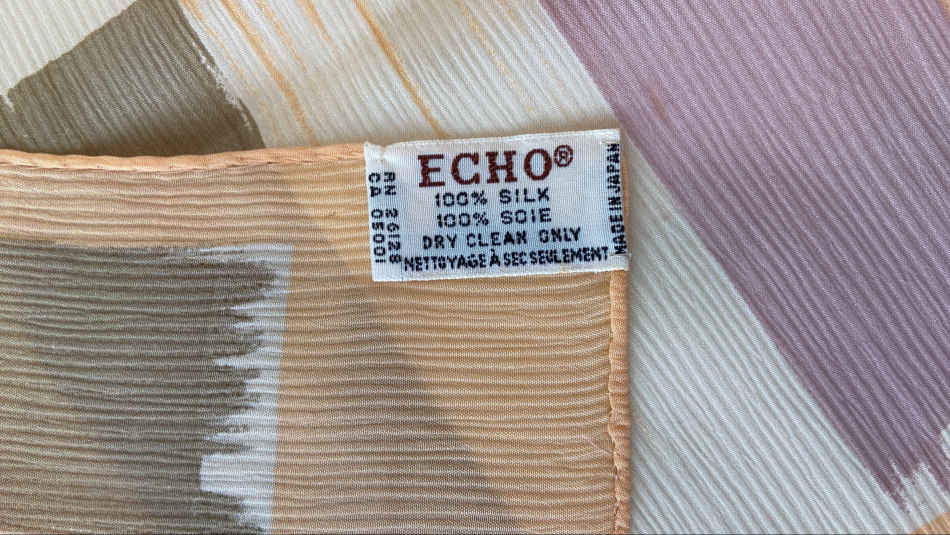 ECHO®
100% SILK
100% SOIE
DRY CLEAN ONLY
NETTOYAGE À SEC SEULEMENT
RN 26128
CA 05001
MADE IN JAPAN